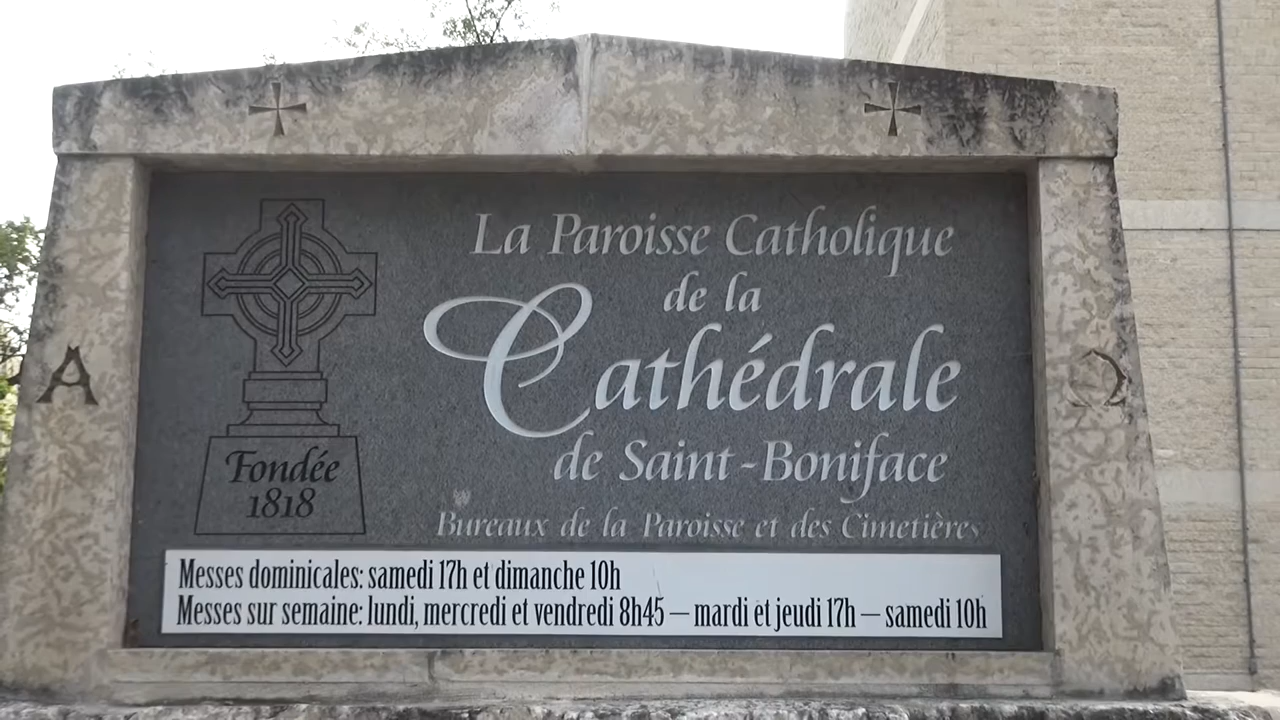 La Paroisse Catholique
de la
Cathédrale
de Saint-Boniface
Bureaux de la Paroisse et des Cimetières
Fondée
1818
A
Ω
Messes dominicales: samedi 17h et dimanche 10h
Messes sur semaine: lundi, mercredi et vendredi 8h45 — mardi et jeudi 17h — samedi 10h